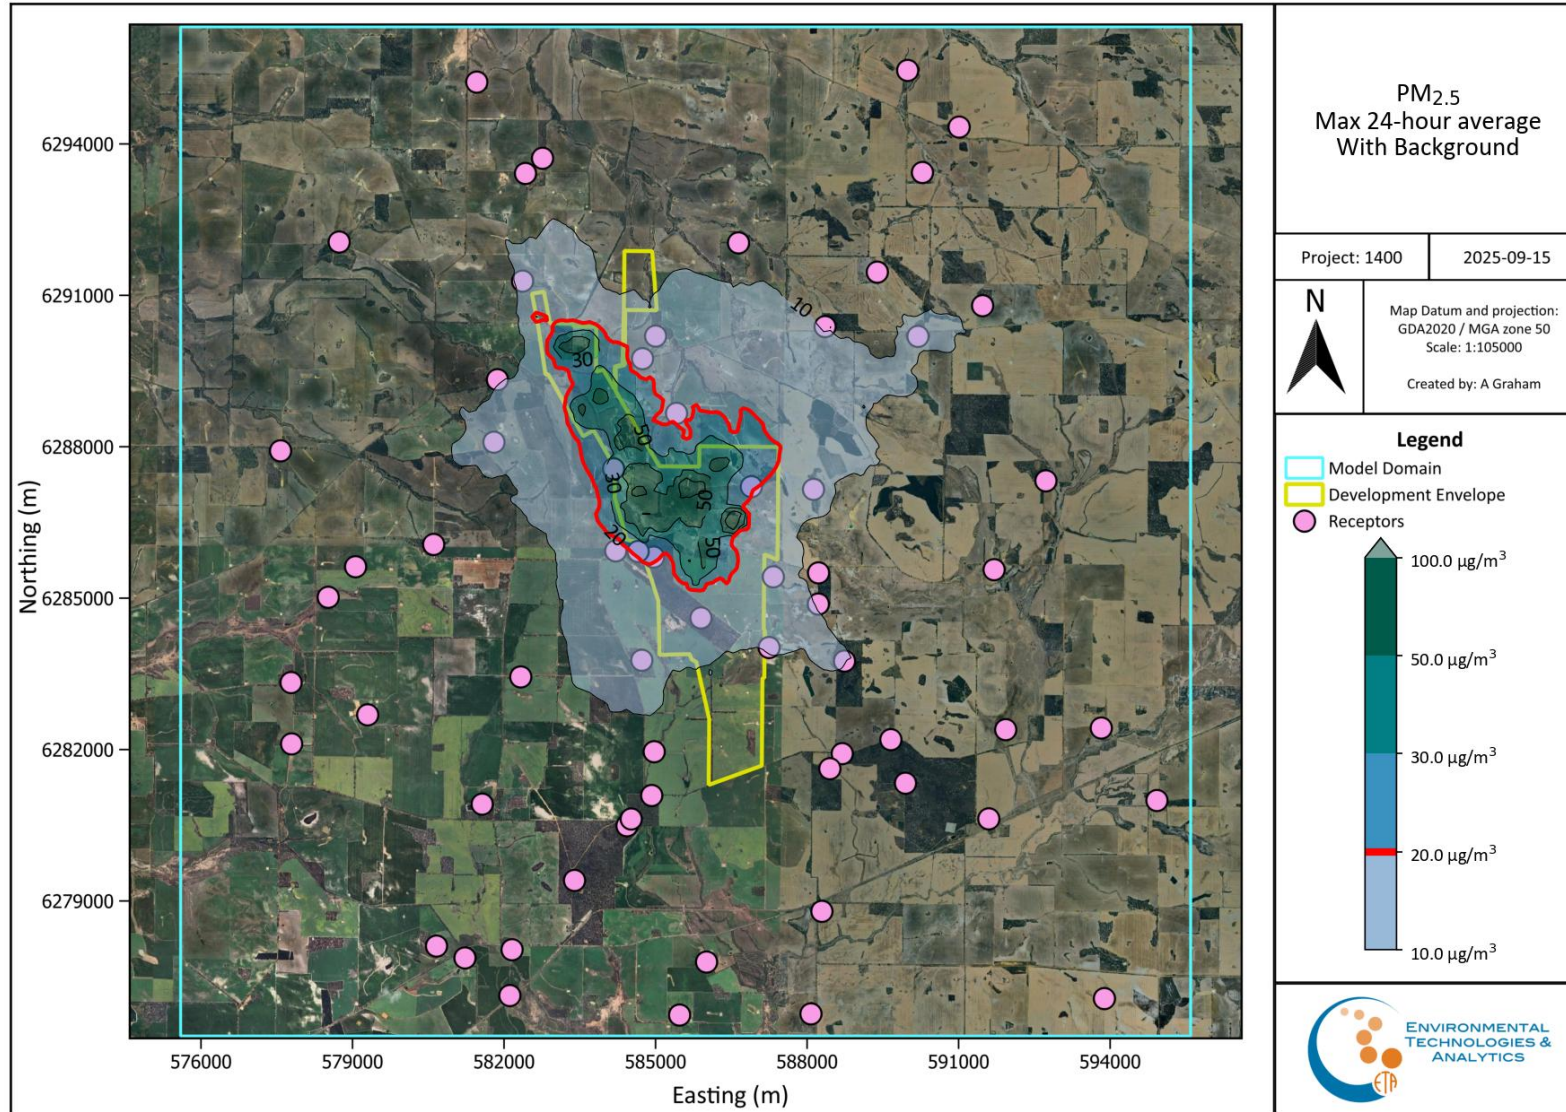 PM2.5
Max 24-hour average
With Background
Project: 1400
2025-09-15
N
Map Datum and projection:
GDA2020 / MGA zone 50
Scale: 1:105000
Created by: A Graham
Legend
Model Domain
Development Envelope
Receptors
100.0 µg/m³
50.0 µg/m³
30.0 µg/m³
20.0 µg/m³
10.0 µg/m³
ENVIRONMENTAL
TECHNOLOGIES &
ANALYTICS
ETA
Northing (m)
6294000
6291000
6288000
6285000
6282000
6279000
10
30
50
30
50
20
50
576000
579000
582000
585000
588000
591000
594000
Easting (m)